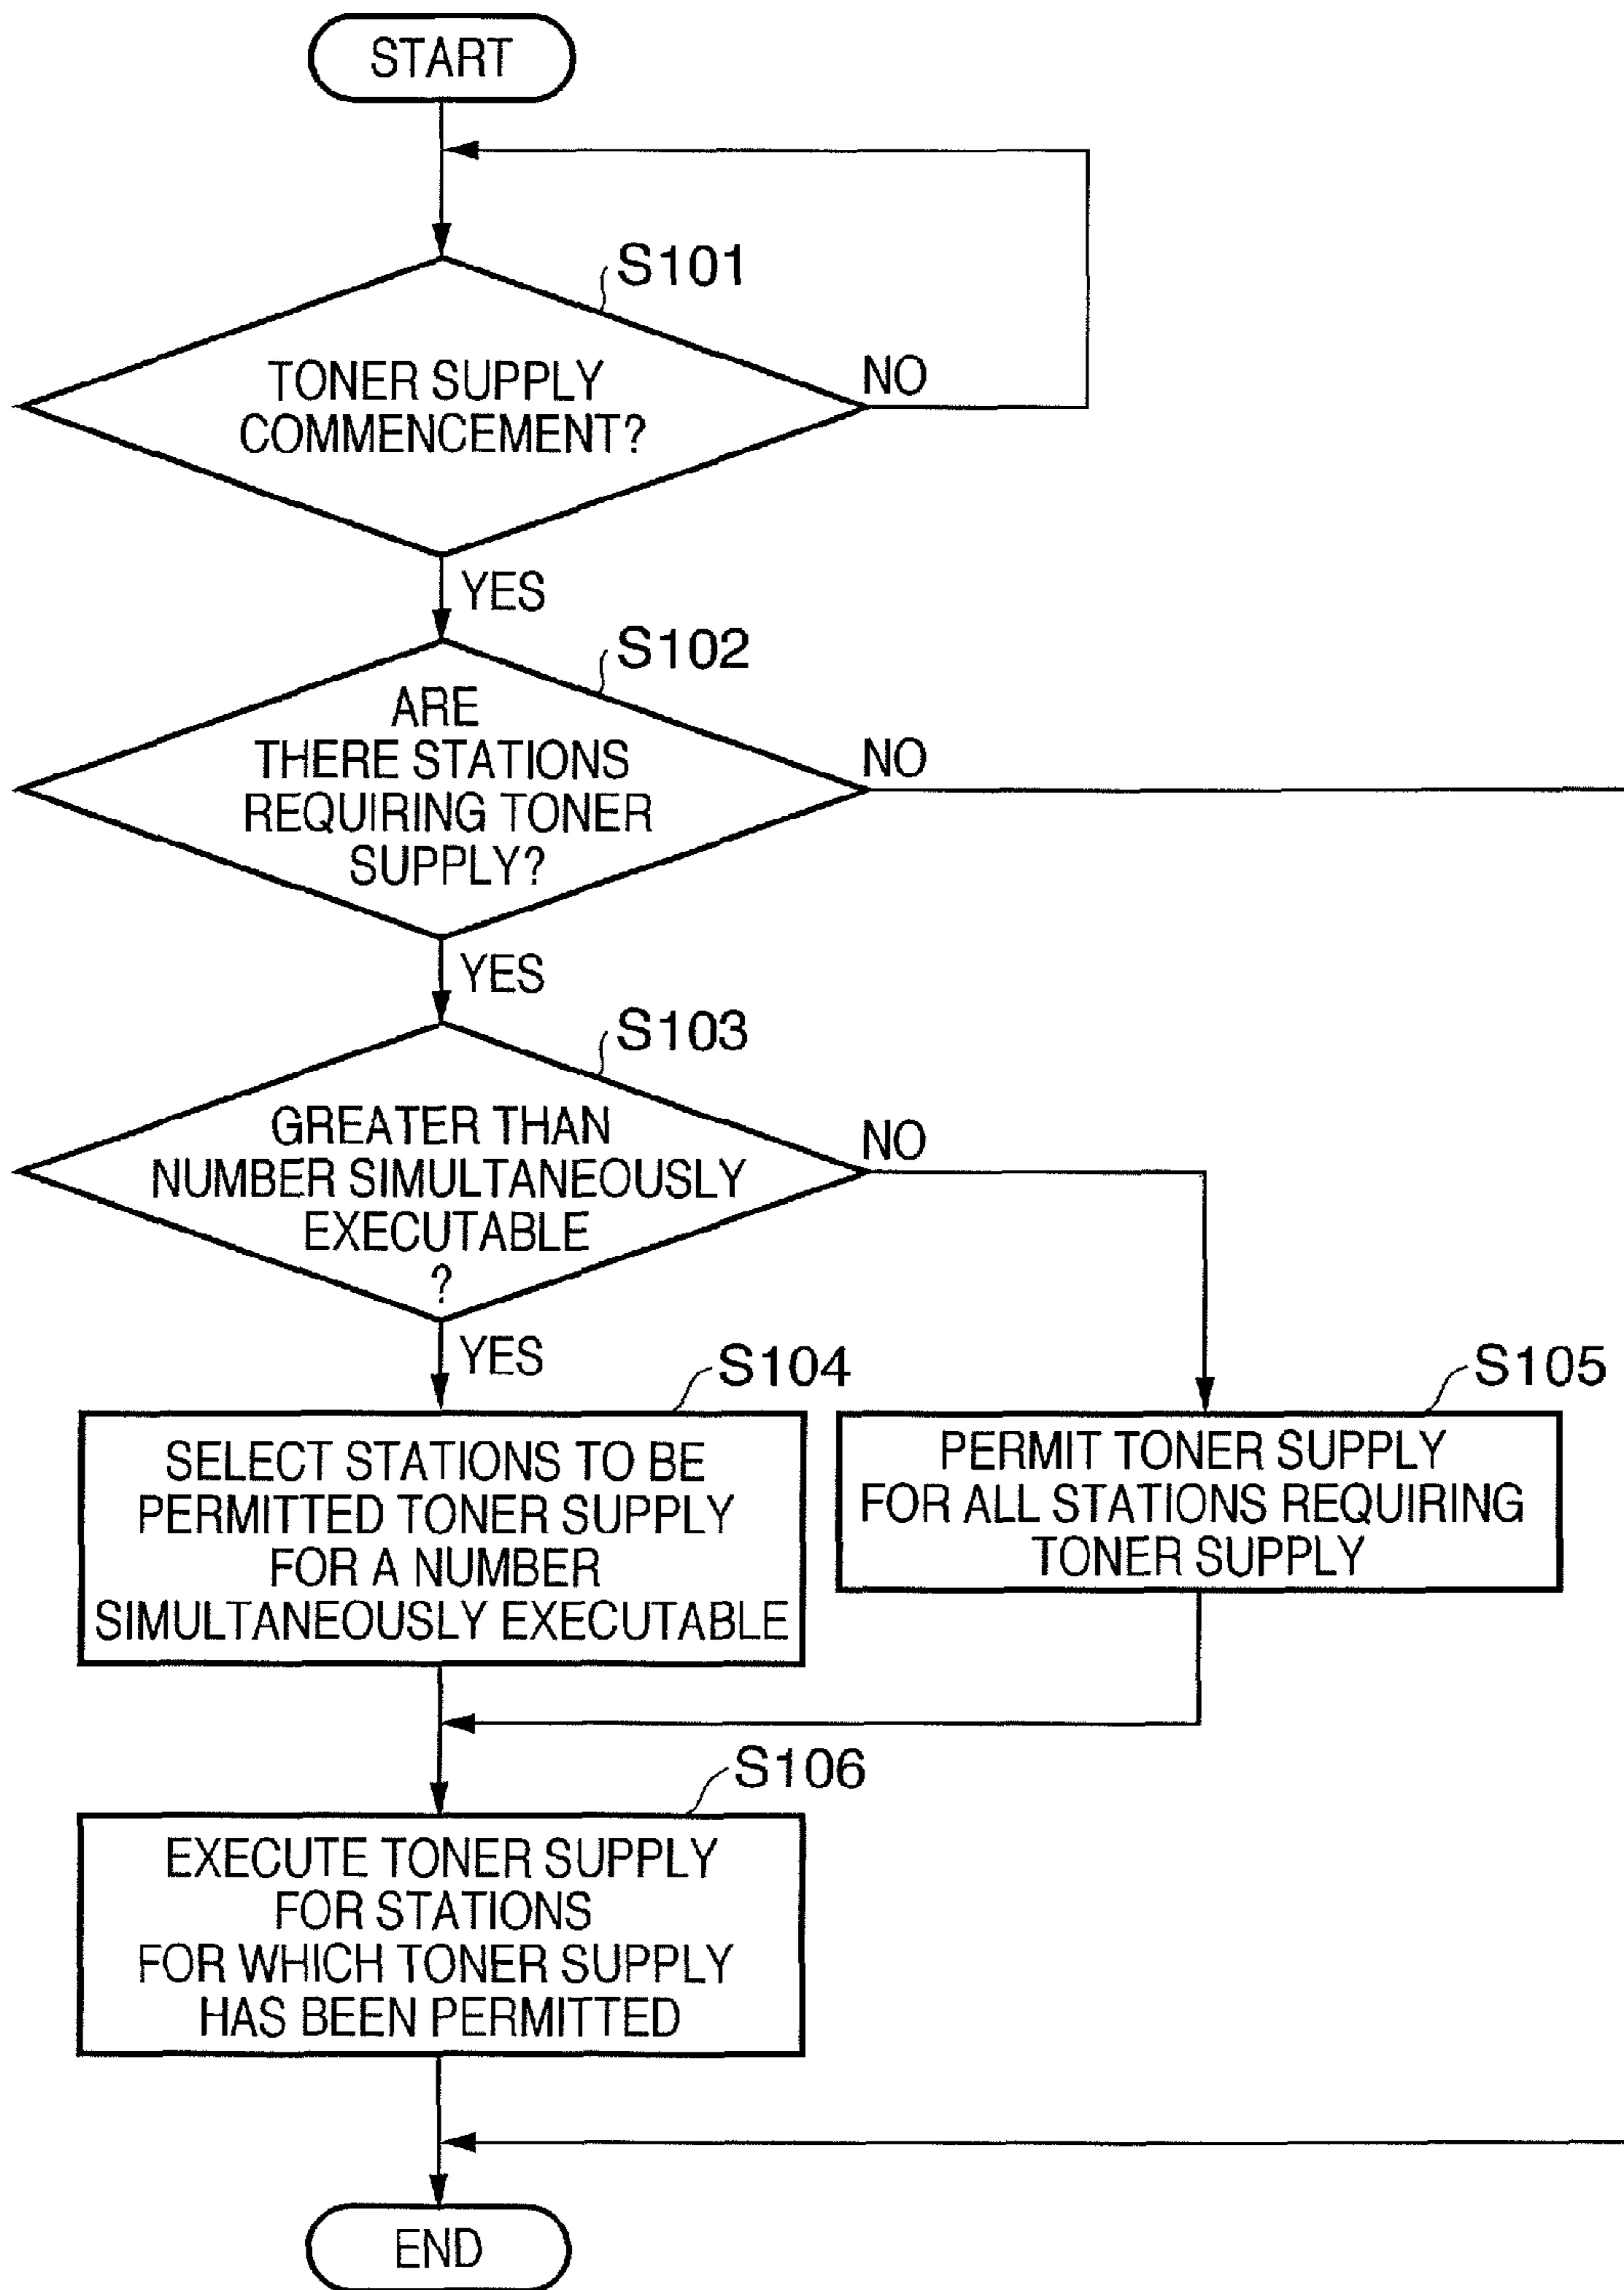 START
S101
TONER SUPPLY
COMMENCEMENT?
NO
YES
S102
ARE
THERE STATIONS
REQUIRING TONER
SUPPLY?
NO
YES
S103
GREATER THAN
NUMBER SIMULTANEOUSLY
EXECUTABLE
?
NO
YES
S104
SELECT STATIONS TO BE
PERMITTED TONER SUPPLY
FOR A NUMBER
SIMULTANEOUSLY EXECUTABLE
S105
PERMIT TONER SUPPLY
FOR ALL STATIONS REQUIRING
TONER SUPPLY
S106
EXECUTE TONER SUPPLY
FOR STATIONS
FOR WHICH TONER SUPPLY
HAS BEEN PERMITTED
END